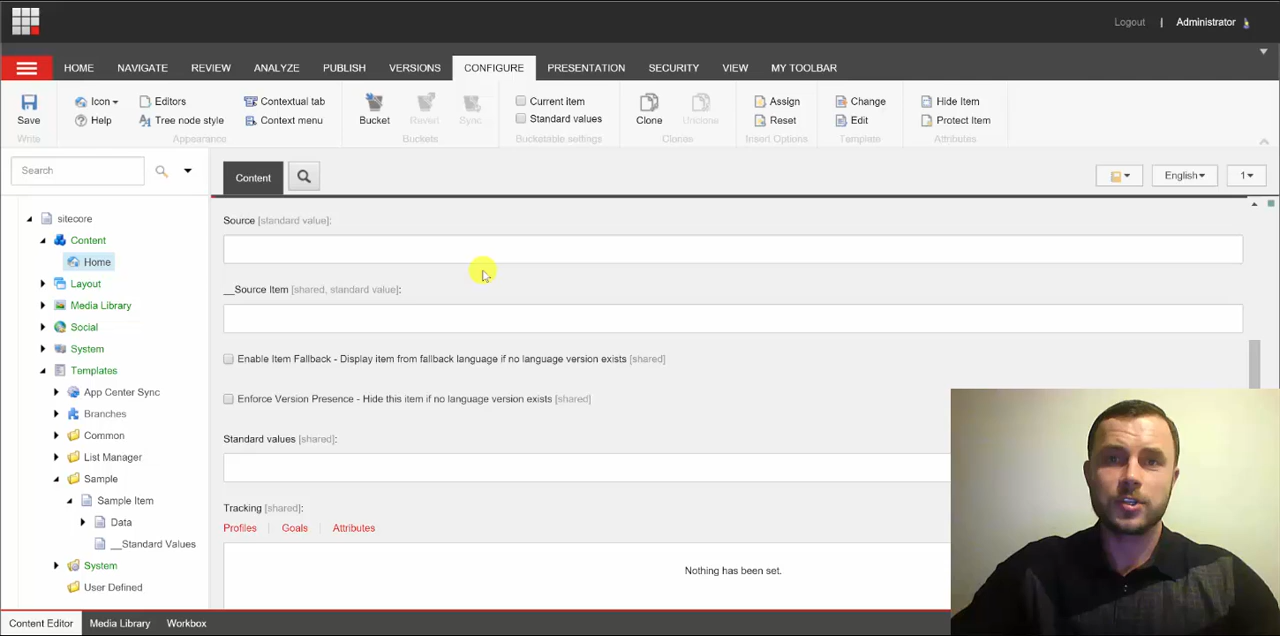 Logout | Administrator
HOME NAVIGATE REVIEW ANALYZE PUBLISH VERSIONS CONFIGURE PRESENTATION SECURITY VIEW MY TOOLBAR
Icon Editors Contextual tab Current item Assign Change Hide Item
Save Help Tree node style Context menu Bucket Revert Sync Standard values Clone Unclone Reset Edit Protect Item
Write Appearance Buckets Bucketable settings Clones Insert Options Template Attributes
Search
Content English 1
sitecore
Content
Home
Layout
Media Library
Social
System
Templates
App Center Sync
Branches
Common
List Manager
Sample
Sample Item
Data
__Standard Values
System
User Defined
Source [standard value]:
__Source Item [shared, standard value]:
Enable Item Fallback - Display item from fallback language if no language version exists [shared]
Enforce Version Presence - Hide this item if no language version exists [shared]
Standard values [shared]:
Tracking [shared]:
Profiles | Goals | Attributes
Nothing has been set.
Content Editor Media Library Workbox